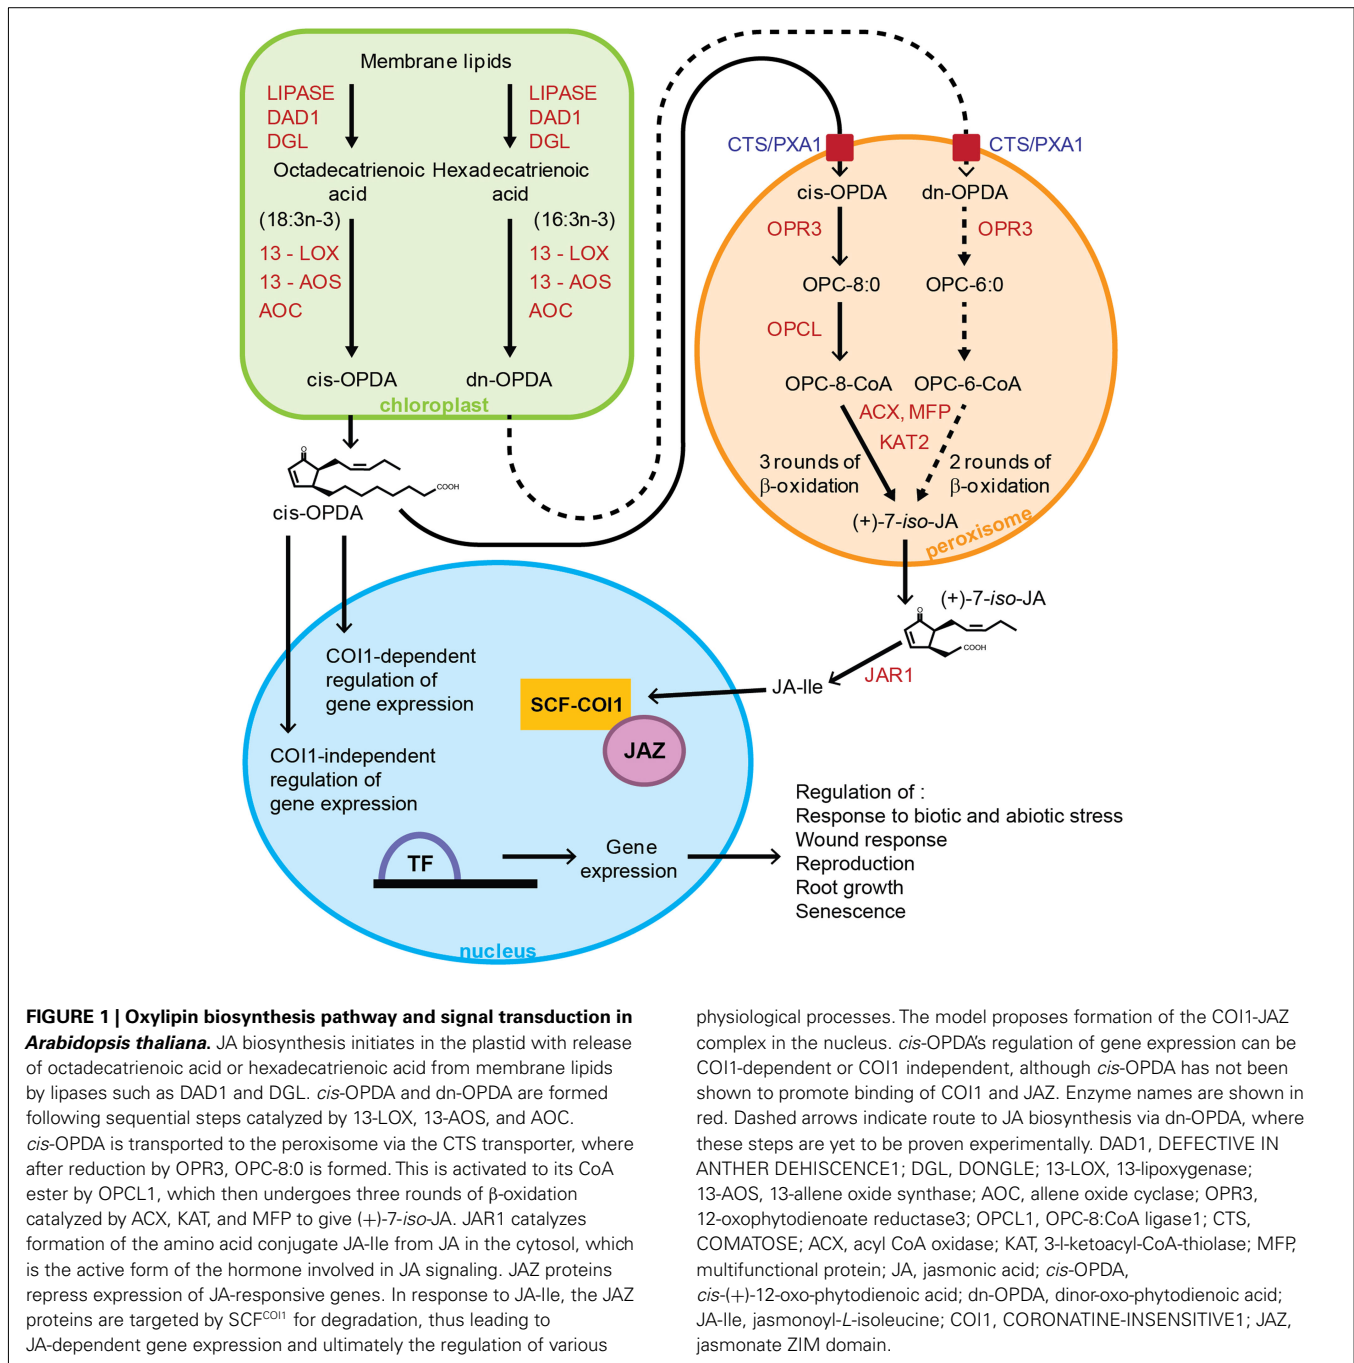 Membrane lipids
LIPASE
DAD1
DGL
LIPASE
DAD1
DGL
Octadecatrienoic
acid
Hexadecatrienoic
acid
(18:3n-3)
(16:3n-3)
13 - LOX
13 - AOS
AOC
13 - LOX
13 - AOS
AOC
cis-OPDA
dn-OPDA
chloroplast
O
COOH
cis-OPDA
CTS/PXA1
CTS/PXA1
cis-OPDA
dn-OPDA
OPR3
OPR3
OPC-8:0
OPC-6:0
OPCL
OPC-8-CoA
OPC-6-CoA
ACX, MFP
KAT2
3 rounds of
β-oxidation
2 rounds of
β-oxidation
(+)-7-iso-JA
peroxisome
(+)-7-iso-JA
O
COOH
JAR1
JA-Ile
COI1-dependent
regulation of
gene expression
SCF-COI1
JAZ
COI1-independent
regulation of
gene expression
TF
Gene
expression
nucleus
Regulation of :
Response to biotic and abiotic stress
Wound response
Reproduction
Root growth
Senescence
FIGURE 1 | Oxylipin biosynthesis pathway and signal transduction in
Arabidopsis thaliana. JA biosynthesis initiates in the plastid with release
of octadecatrienoic acid or hexadecatrienoic acid from membrane lipids
by lipases such as DAD1 and DGL. cis-OPDA and dn-OPDA are formed
following sequential steps catalyzed by 13-LOX, 13-AOS, and AOC.
cis-OPDA is transported to the peroxisome via the CTS transporter, where
after reduction by OPR3, OPC-8:0 is formed. This is activated to its CoA
ester by OPCL1, which then undergoes three rounds of β-oxidation
catalyzed by ACX, KAT, and MFP to give (+)-7-iso-JA. JAR1 catalyzes
formation of the amino acid conjugate JA-Ile from JA in the cytosol, which
is the active form of the hormone involved in JA signaling. JAZ proteins
repress expression of JA-responsive genes. In response to JA-Ile, the JAZ
proteins are targeted by SCFCOI1 for degradation, thus leading to
JA-dependent gene expression and ultimately the regulation of various
physiological processes. The model proposes formation of the COI1-JAZ
complex in the nucleus. cis-OPDA's regulation of gene expression can be
COI1-dependent or COI1 independent, although cis-OPDA has not been
shown to promote binding of COI1 and JAZ. Enzyme names are shown in
red. Dashed arrows indicate route to JA biosynthesis via dn-OPDA, where
these steps are yet to be proven experimentally. DAD1, DEFECTIVE IN
ANTHER DEHISCENCE1; DGL, DONGLE; 13-LOX, 13-lipoxygenase;
13-AOS, 13-allene oxide synthase; AOC, allene oxide cyclase; OPR3,
12-oxophytodienoate reductase3; OPCL1, OPC-8:CoA ligase1; CTS,
COMATOSE; ACX, acyl CoA oxidase; KAT, 3-l-ketoacyl-CoA-thiolase; MFP,
multifunctional protein; JA, jasmonic acid; cis-OPDA,
cis-(+)-12-oxo-phytodienoic acid; dn-OPDA, dinor-oxo-phytodienoic acid;
JA-Ile, jasmonoyl-L-isoleucine; COI1, CORONATINE-INSENSITIVE1; JAZ,
jasmonate ZIM domain.